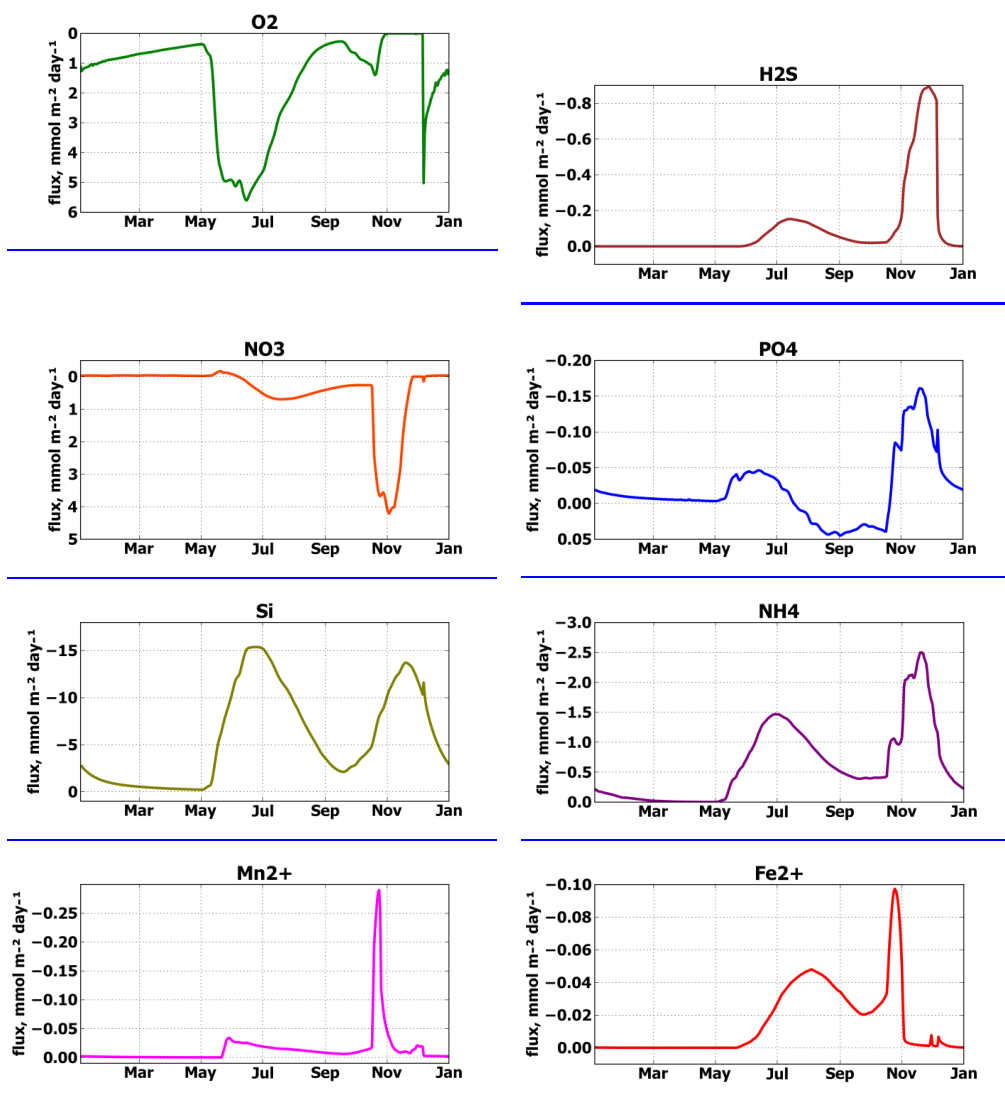 O2
flux, mmol m-² day-¹
0
1
2
3
4
5
6
Mar May Jul Sep Nov Jan
H2S
flux, mmol m-² day-¹
−0.8
−0.6
−0.4
−0.2
0.0
Mar May Jul Sep Nov Jan
NO3
flux, mmol m-² day-¹
0
1
2
3
4
5
Mar May Jul Sep Nov Jan
PO4
flux, mmol m-² day-¹
−0.20
−0.15
−0.10
−0.05
0.00
0.05
Mar May Jul Sep Nov Jan
Si
flux, mmol m-² day-¹
−15
−10
−5
0
Mar May Jul Sep Nov Jan
NH4
flux, mmol m-² day-¹
−3.0
−2.5
−2.0
−1.5
−1.0
−0.5
0.0
Mar May Jul Sep Nov Jan
Mn2+
flux, mmol m-² day-¹
−0.25
−0.20
−0.15
−0.10
−0.05
0.00
Mar May Jul Sep Nov Jan
Fe2+
flux, mmol m-² day-¹
−0.10
−0.08
−0.06
−0.04
−0.02
0.00
Mar May Jul Sep Nov Jan